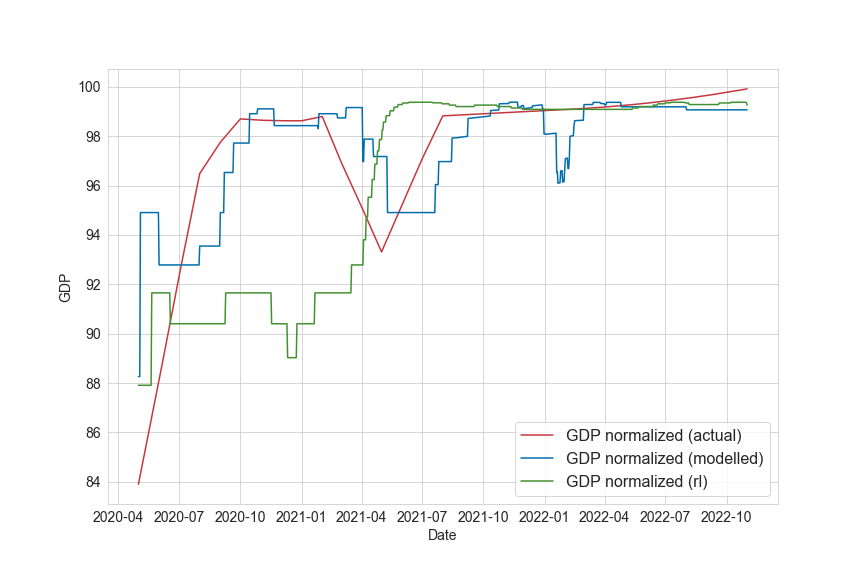 100
98
96
94
92
90
88
86
84
GDP
GDP normalized (actual)
GDP normalized (modelled)
GDP normalized (rl)
2020-04 2020-07 2020-10 2021-01 2021-04 2021-07 2021-10 2022-01 2022-04 2022-07 2022-10
Date